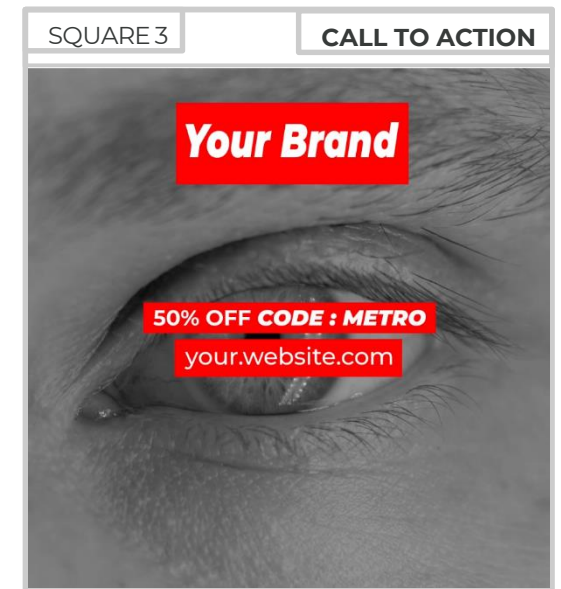 SQUARE 3
CALL TO ACTION
Your Brand
50% OFF CODE : METRO
your.website.com